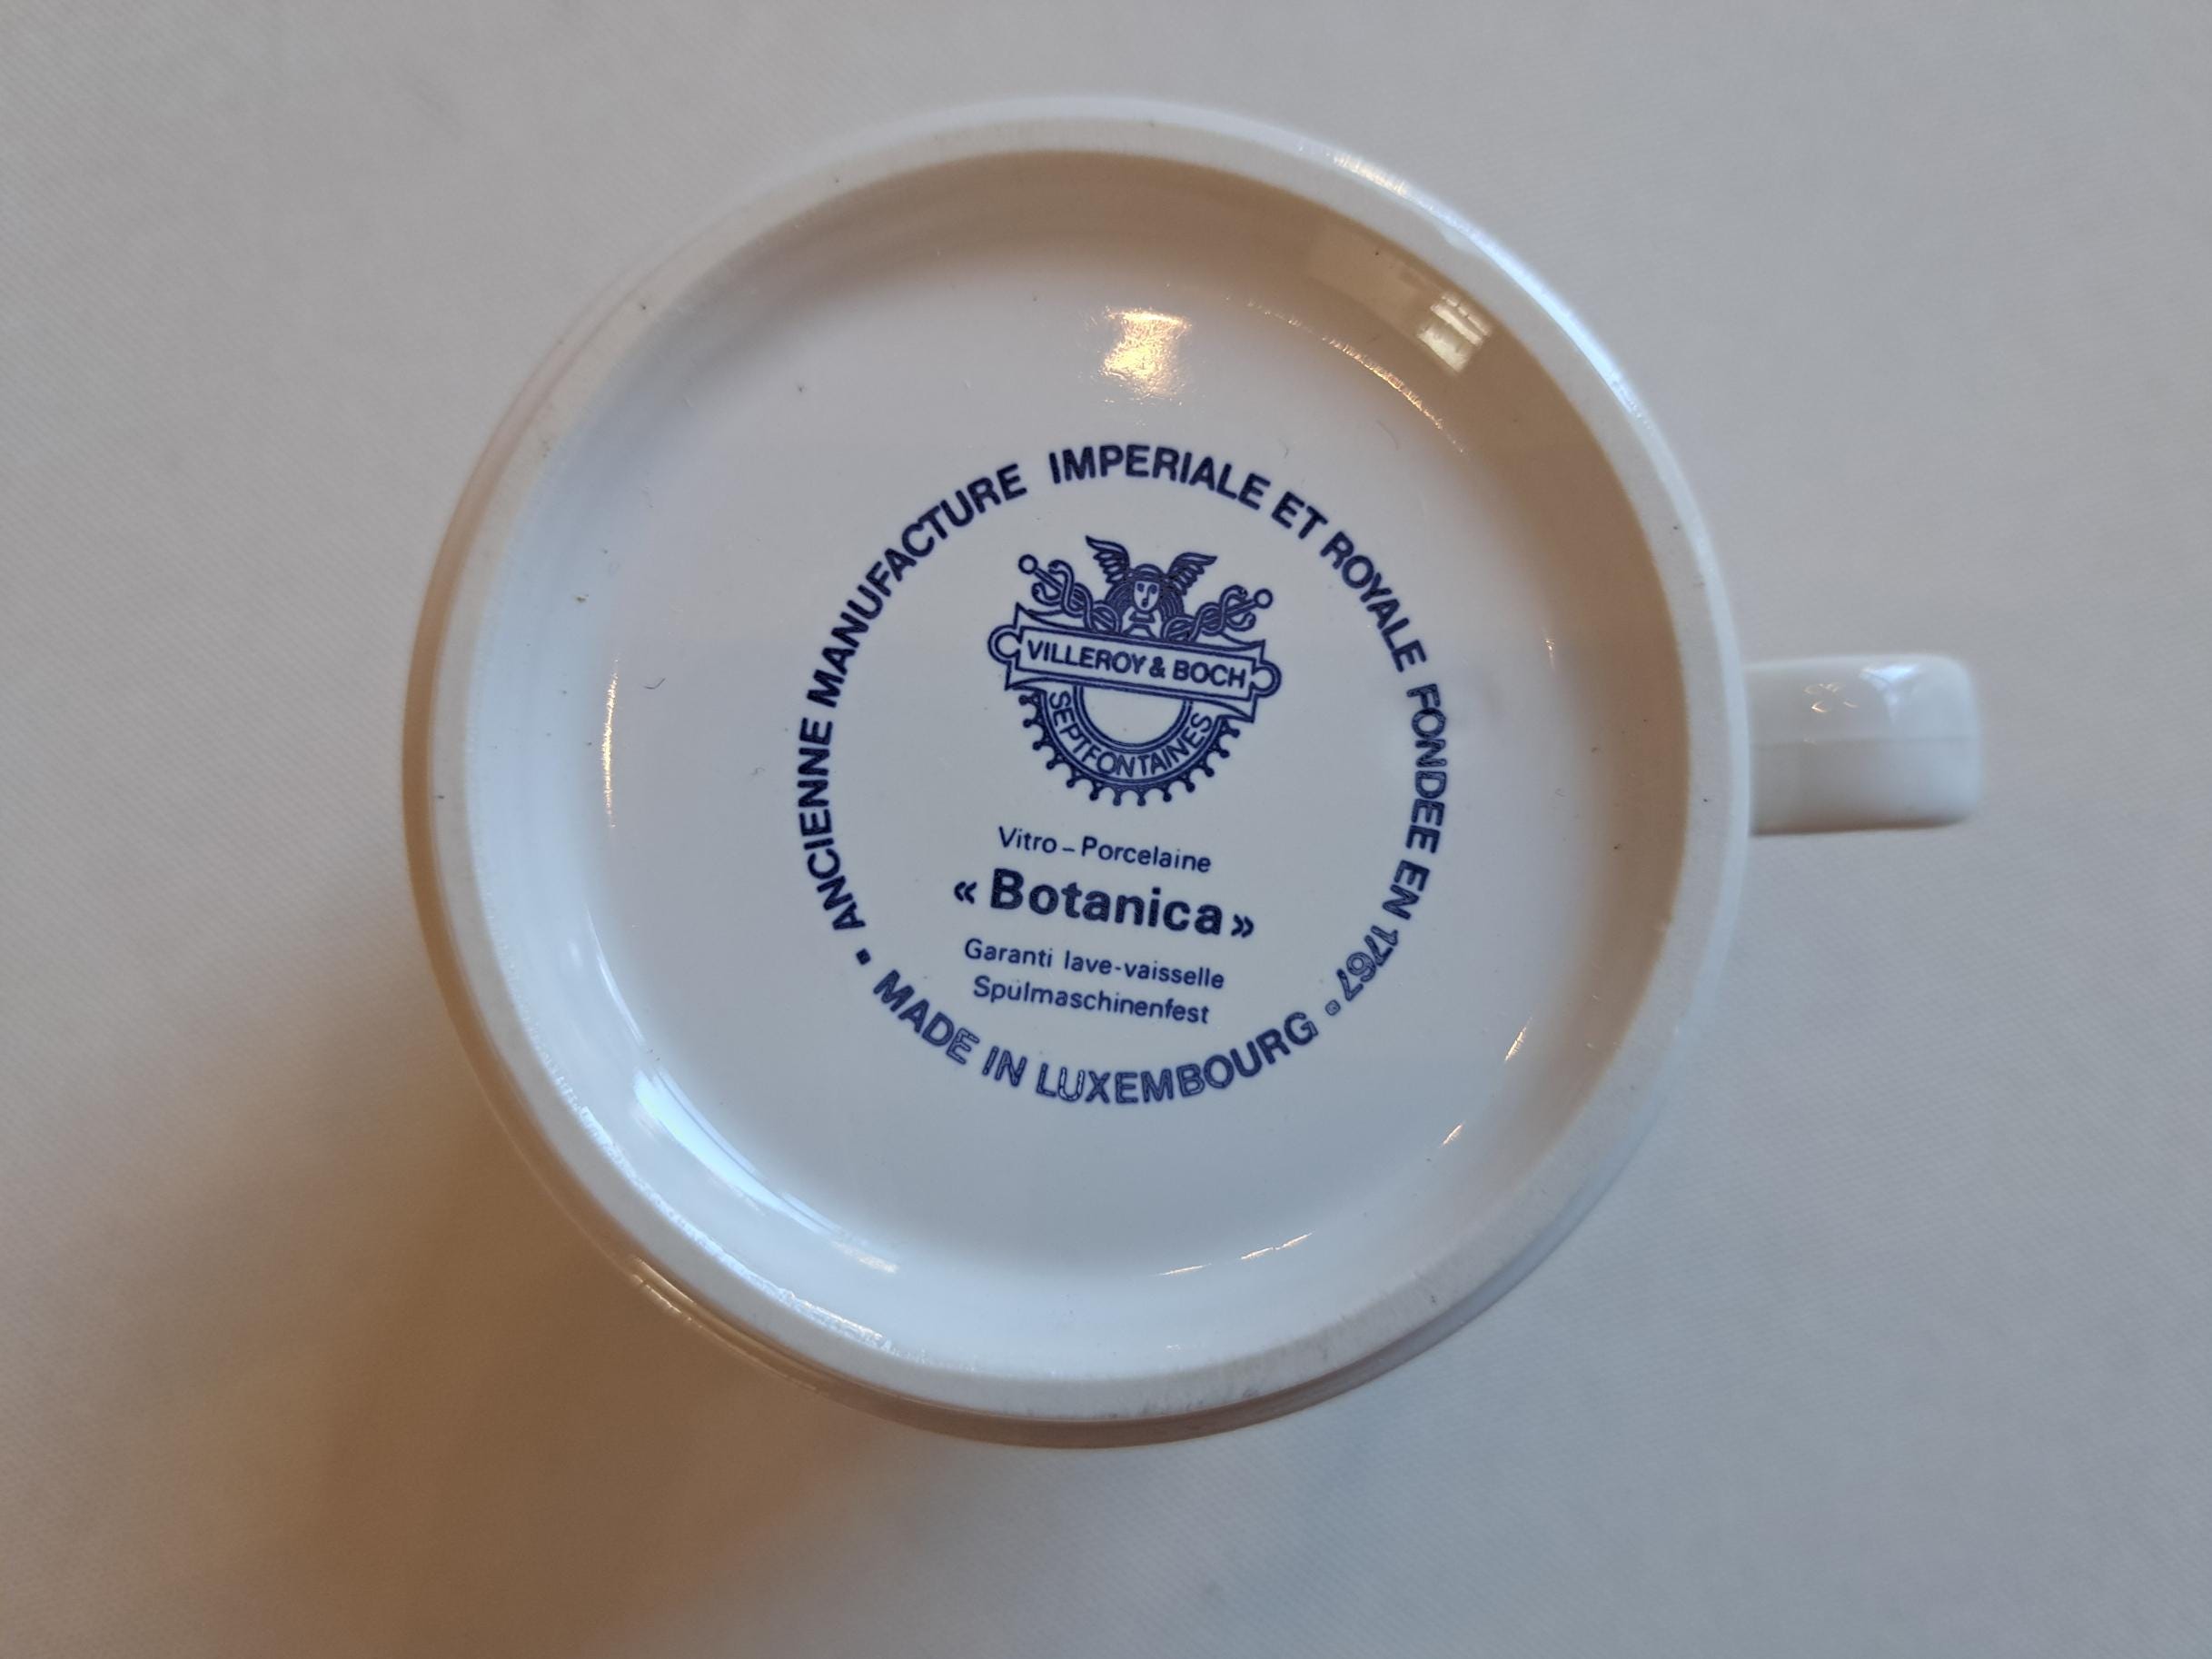 ANCIENNE MANUFACTURE IMPERIALE ET ROYALE FONDEE EN 1767 ▪ MADE IN LUXEMBOURG ▪
VILLEROY & BOCH
SEPTFONTAINES
Vitro – Porcelaine
« Botanica »
Garanti lave-vaisselle
Spülmaschinenfest